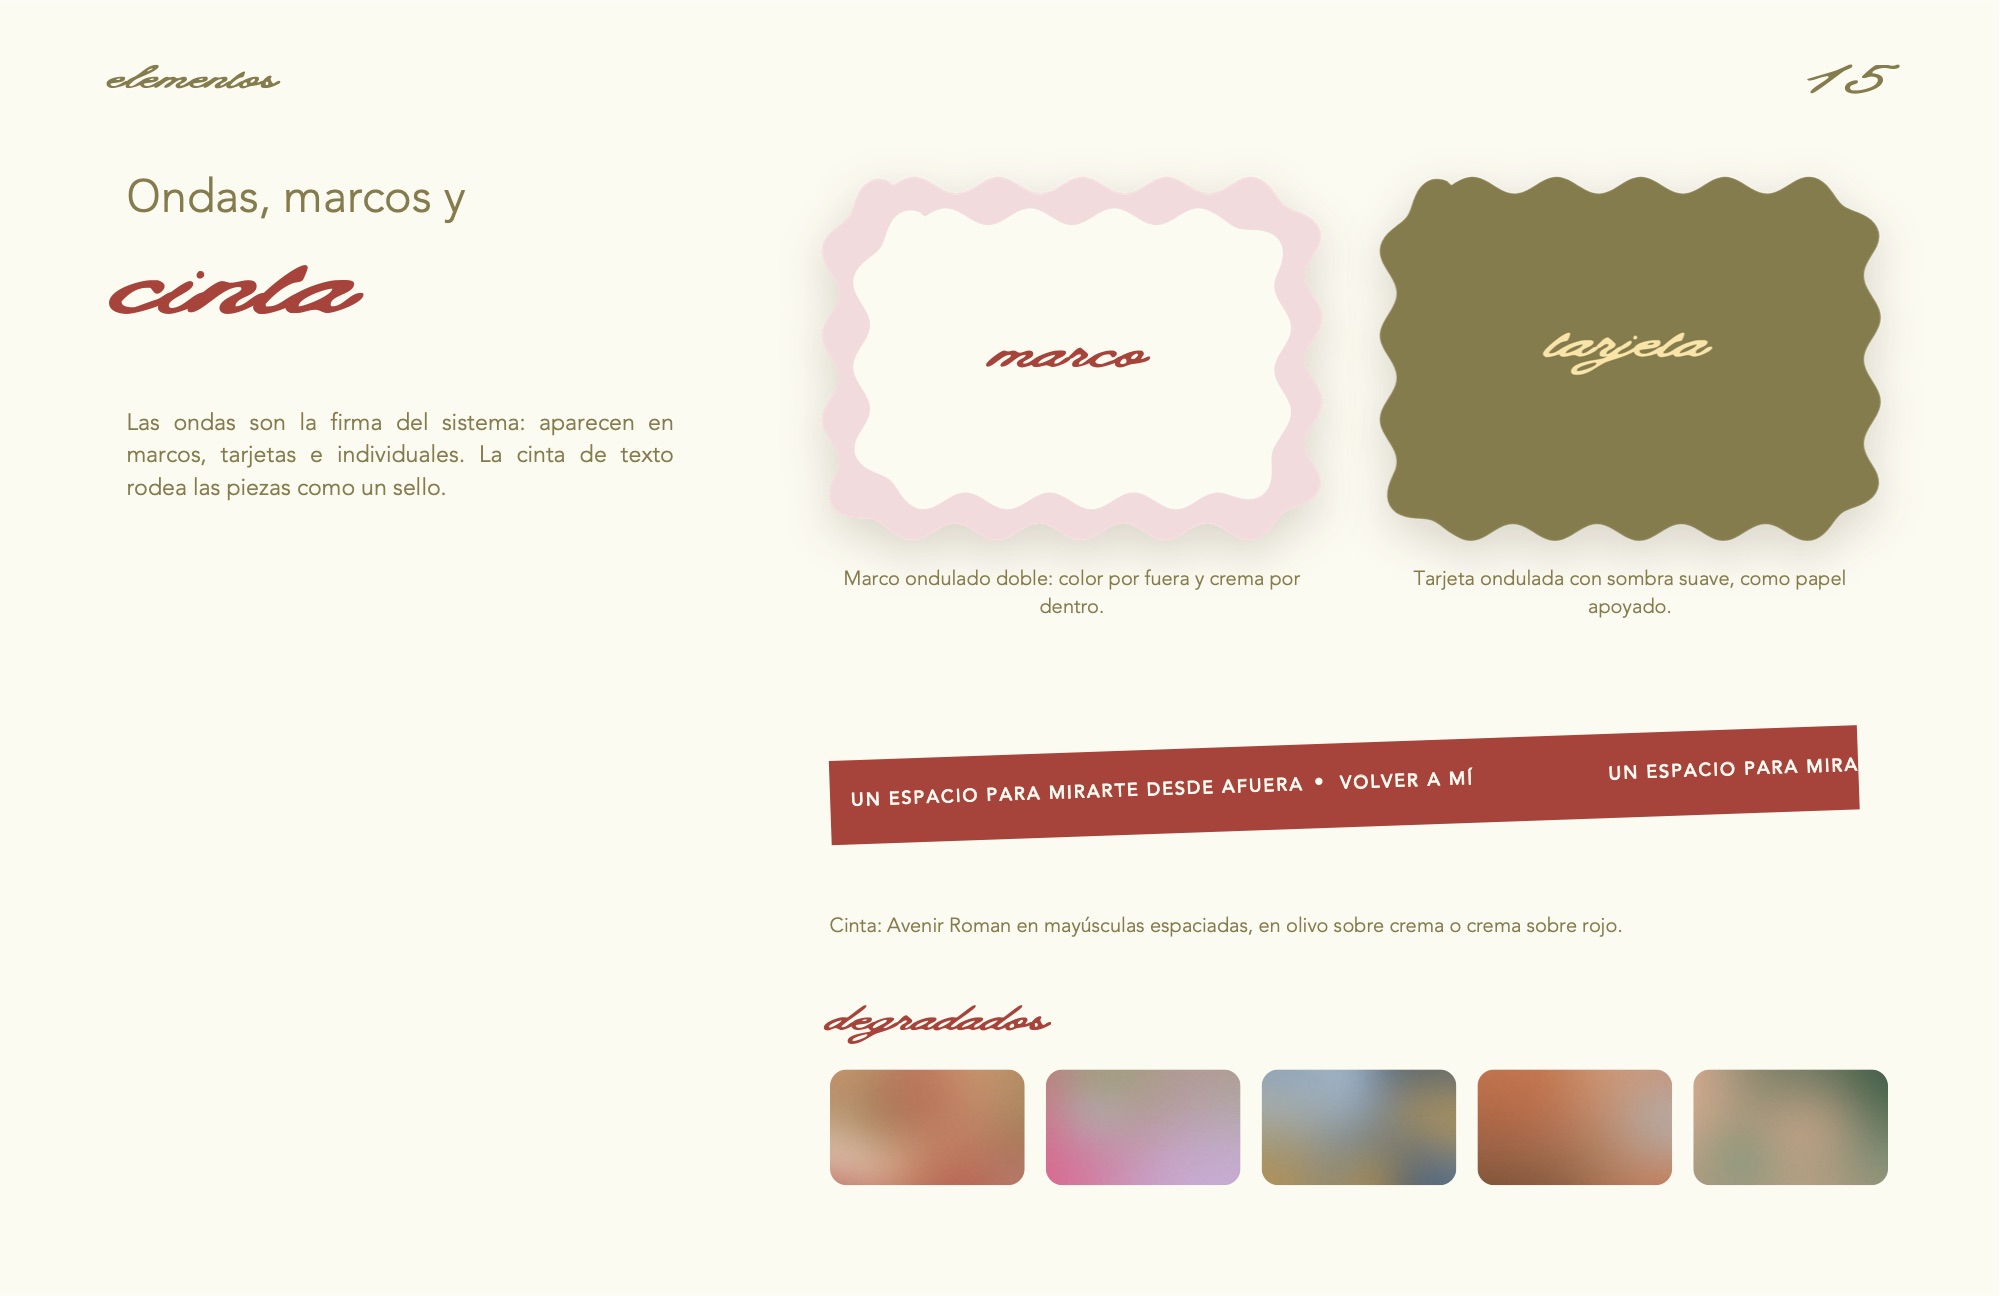 elementos
15
Ondas, marcos y
cinta
Las ondas son la firma del sistema: aparecen en
marcos, tarjetas e individuales. La cinta de texto
rodea las piezas como un sello.
marco
tarjeta
Marco ondulado doble: color por fuera y crema por
dentro.
Tarjeta ondulada con sombra suave, como papel
apoyado.
UN ESPACIO PARA MIRARTE DESDE AFUERA • VOLVER A MÍ UN ESPACIO PARA MIRA
Cinta: Avenir Roman en mayúsculas espaciadas, en olivo sobre crema o crema sobre rojo.
degradados